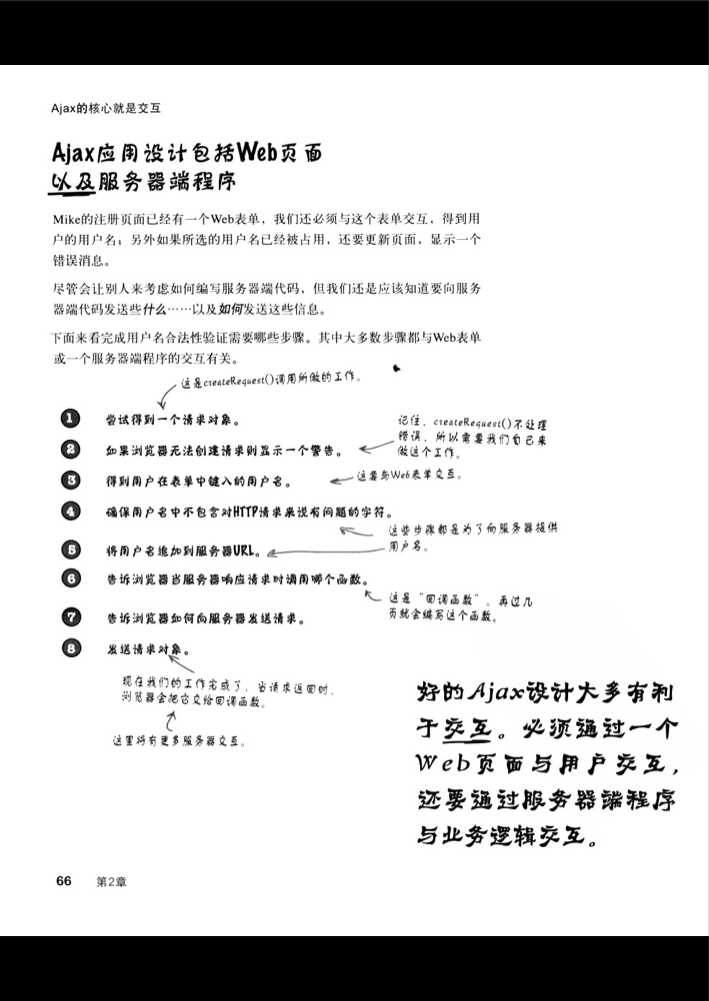 Ajax的核心就是交互
Ajax应用设计包括Web页面
以及服务器端程序
Mike的注册页面已经有一个Web表单，我们还必须与这个表单交互，得到用
户的用户名；另外如果所选的用户名已经被占用，还要更新页面，显示一个
错误消息。
尽管会让别人来考虑如何编写服务器端代码，但我们还是应该知道要向服务
器端代码发送些什么……以及如何发送这些信息。
下面来看完成用户名合法性验证需要哪些步骤。其中大多数步骤都与Web表单
或一个服务器端程序的交互有关。
这是createRequest()调用所做的工作。
1 尝试得到一个请求对象。
2 如果浏览器无法创建请求则显示一个警告。
记住，createRequest()不处理
错误，所以需要我们自己来
做这个工作。
3 得到用户在表单中键入的用户名。
这要与Web表单交互。
4 确保用户名中不包含对HTTP请求来说有问题的字符。
这些步骤都是为了向服务器提供
用户名。
5 将用户名追加到服务器URL。
6 告诉浏览器当服务器响应请求时调用哪个函数。
这是“回调函数”。再过几
页就会编写这个函数。
7 告诉浏览器如何向服务器发送请求。
8 发送请求对象。
现在我们的工作完成了，当请求返回时，
浏览器会把它交给回调函数。
这里将有更多服务器交互。
好的Ajax设计大多有利
于交互。必须通过一个
Web页面与用户交互，
还要通过服务器端程序
与业务逻辑交互。
66 第2章